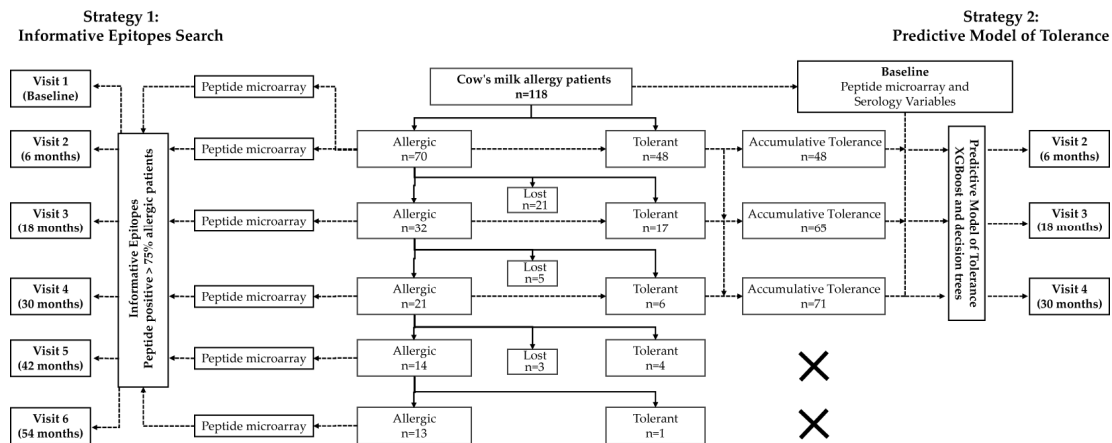 Strategy 1:
Informative Epitopes Search
Strategy 2:
Predictive Model of Tolerance
Visit 1
(Baseline)
Peptide microarray
Cow's milk allergy patients
n=118
Baseline
Peptide microarray and
Serology Variables
Visit 2
(6 months)
Peptide microarray
Allergic
n=70
Tolerant
n=48
Accumulative Tolerance
n=48
Visit 2
(6 months)
Lost
n=21
Visit 3
(18 months)
Peptide microarray
Allergic
n=32
Tolerant
n=17
Accumulative Tolerance
n=65
Visit 3
(18 months)
Informative Epitopes
Peptide positive > 75% allergic patients
Predictive Model of Tolerance
XGBoost and decision trees
Lost
n=5
Visit 4
(30 months)
Peptide microarray
Allergic
n=21
Tolerant
n=6
Accumulative Tolerance
n=71
Visit 4
(30 months)
Visit 5
(42 months)
Peptide microarray
Allergic
n=14
Lost
n=3
Tolerant
n=4
Visit 6
(54 months)
Peptide microarray
Allergic
n=13
Tolerant
n=1